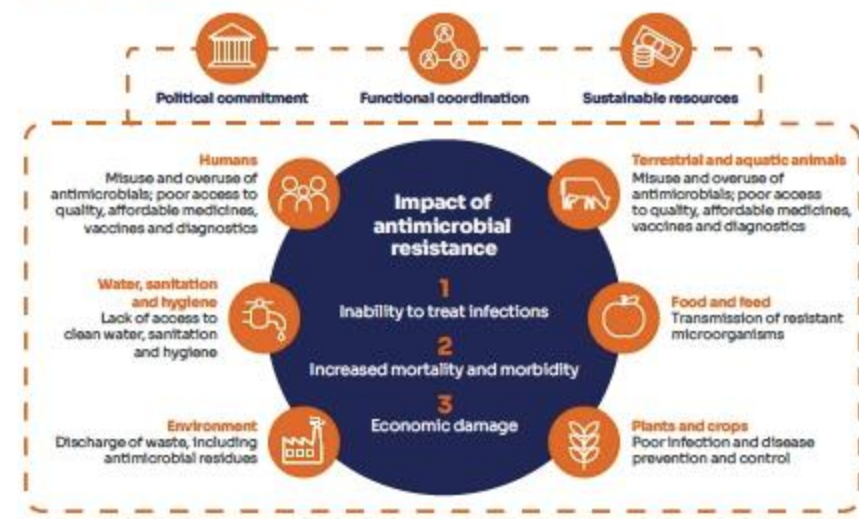 Political commitment
Functional coordination
Sustainable resources
Humans
Misuse and overuse of
antimicrobials; poor access to
quality, affordable medicines,
vaccines and diagnostics
Water, sanitation
and hygiene
Lack of access to
clean water, sanitation
and hygiene
Environment
Discharge of waste, including
antimicrobial residues
Impact of
antimicrobial
resistance
1
Inability to treat infections
2
Increased mortality and morbidity
3
Economic damage
Terrestrial and aquatic animals
Misuse and overuse of
antimicrobials; poor access
to quality, affordable medicines,
vaccines and diagnostics
Food and feed
Transmission of resistant
microorganisms
Plants and crops
Poor infection and disease
prevention and control